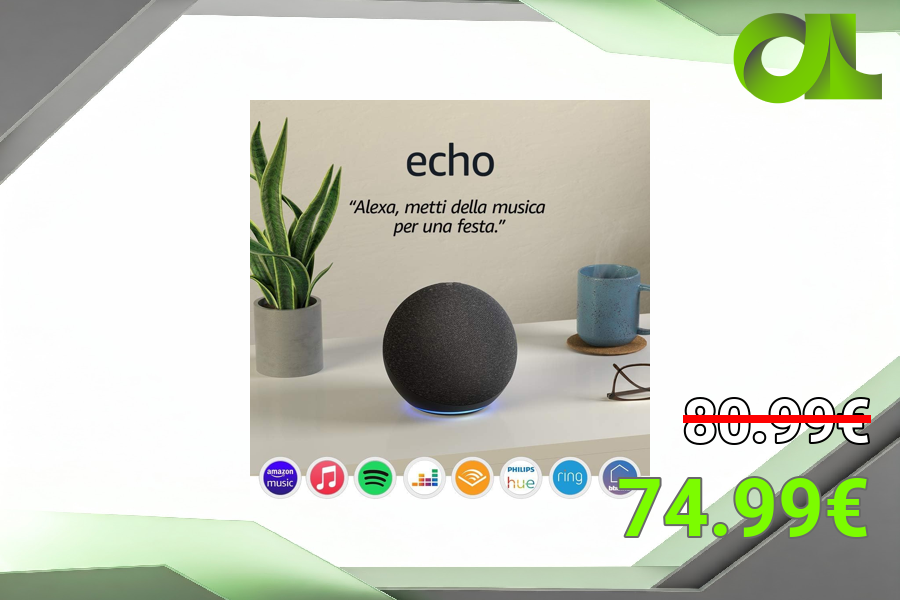 echo
“Alexa, metti della musica
per una festa.”
80.99€
amazon
music
PHILIPS
hue
ring
74.99€